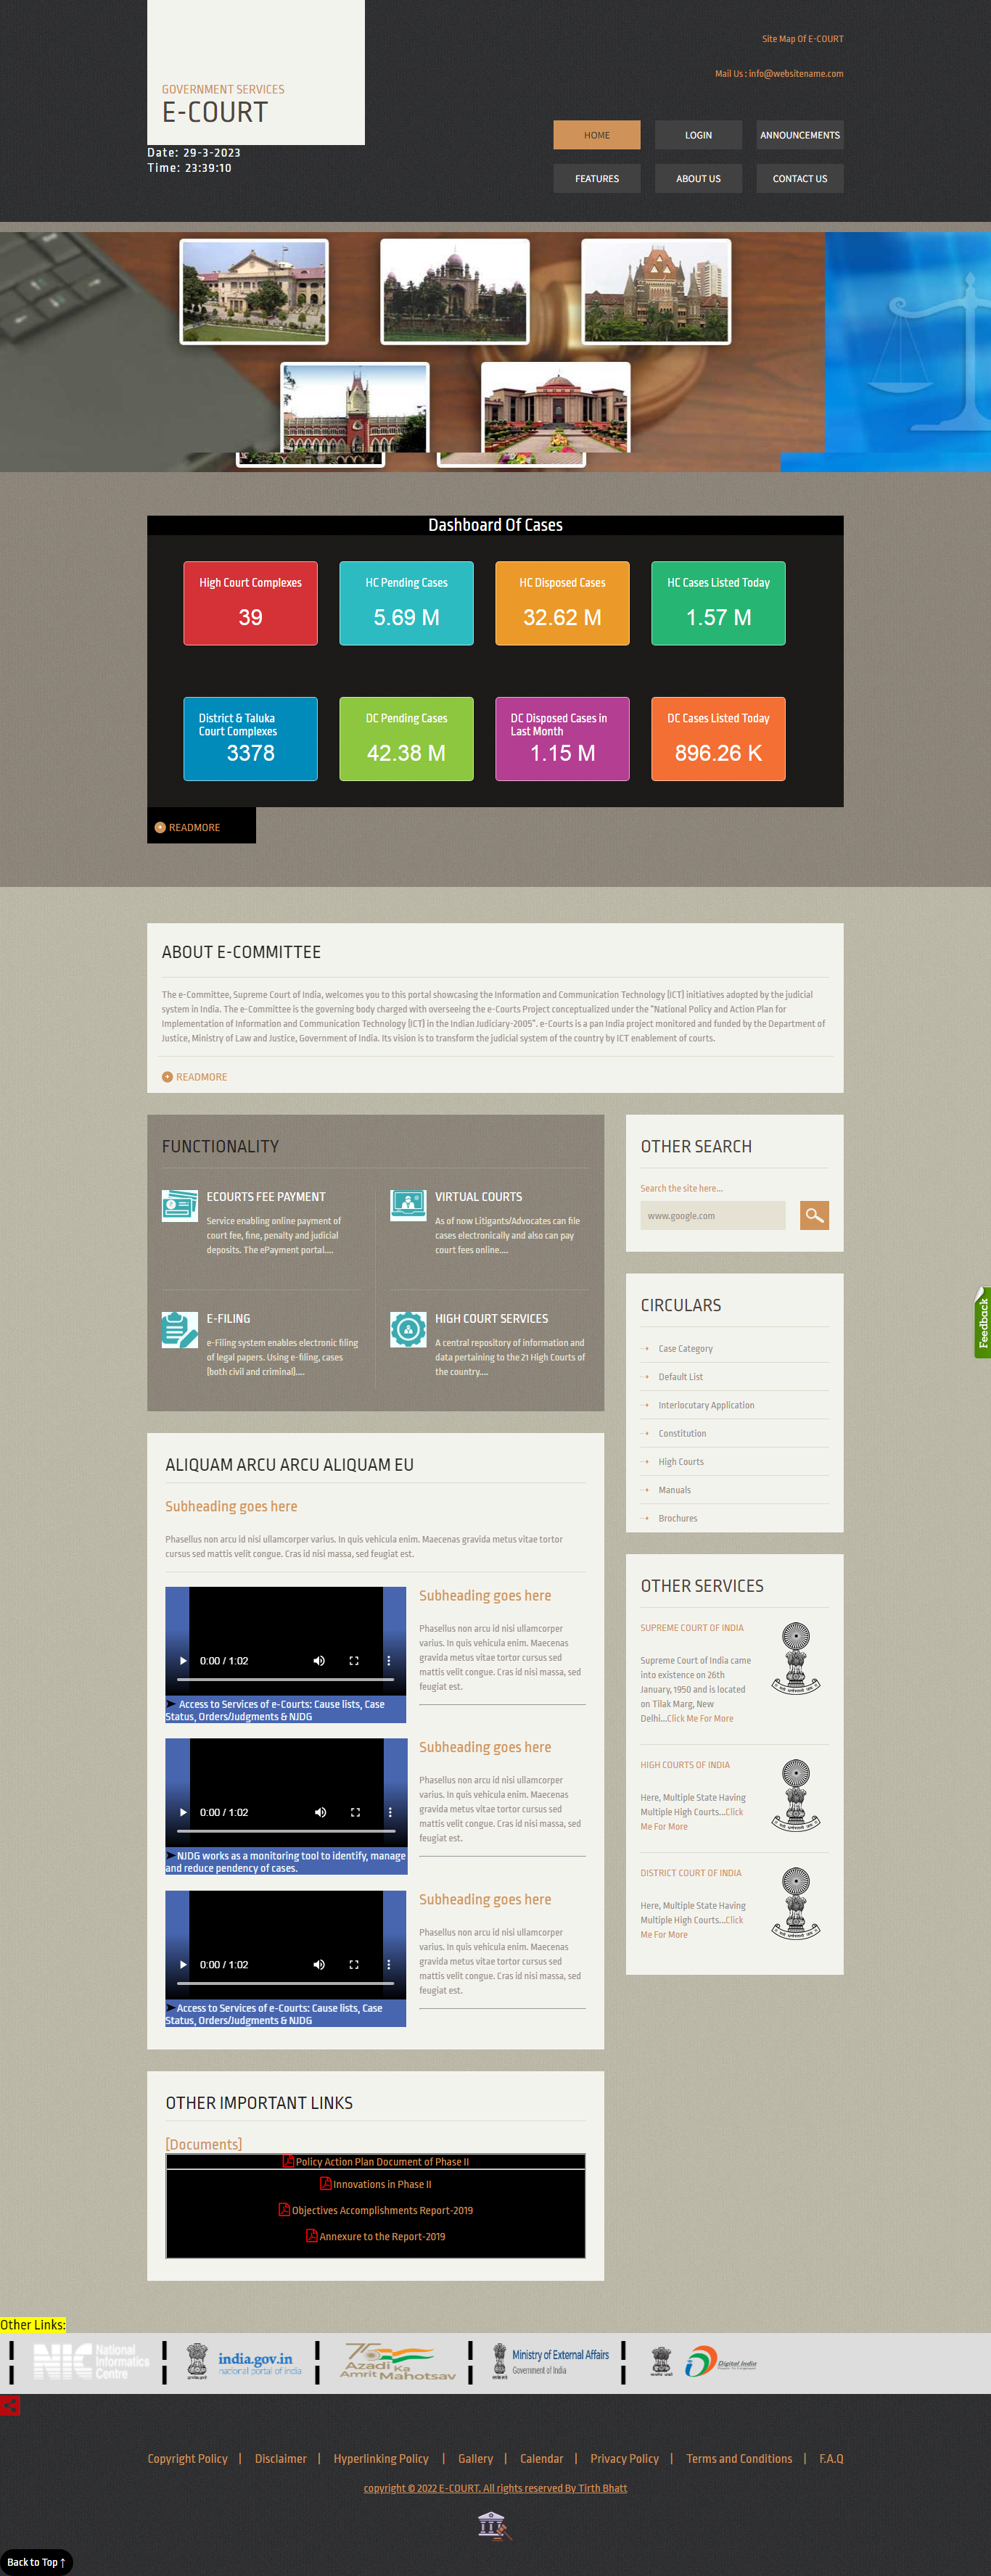 Site Map Of E-COURT
Mail Us : info@websitename.com
GOVERNMENT SERVICES
E-COURT
Date: 29-3-2023
Time: 23:39:10
HOME
LOGIN
ANNOUNCEMENTS
FEATURES
ABOUT US
CONTACT US
Dashboard Of Cases
High Court Complexes
39
HC Pending Cases
5.69 M
HC Disposed Cases
32.62 M
HC Cases Listed Today
1.57 M
District & Taluka
Court Complexes
3378
DC Pending Cases
42.38 M
DC Disposed Cases in
Last Month
1.15 M
DC Cases Listed Today
896.26 K
READMORE
ABOUT E-COMMITTEE
The e-Committee, Supreme Court of India, welcomes you to this portal showcasing the Information and Communication Technology (ICT) initiatives adopted by the judicial
system in India. The e-Committee is the governing body charged with overseeing the e-Courts Project conceptualized under the "National Policy and Action Plan for
Implementation of Information and Communication Technology (ICT) in the Indian Judiciary-2005". e-Courts is a pan India project monitored and funded by the Department of
Justice, Ministry of Law and Justice, Government of India. Its vision is to transform the judicial system of the country by ICT enablement of courts.
READMORE
FUNCTIONALITY
ECOURTS FEE PAYMENT
Service enabling online payment of
court fee, fine, penalty and judicial
deposits. The ePayment portal....
VIRTUAL COURTS
As of now Litigants/Advocates can file
cases electronically and also can pay
court fees online....
E-FILING
e-Filing system enables electronic filing
of legal papers. Using e-filing, cases
(both civil and criminal)....
HIGH COURT SERVICES
A central repository of information and
data pertaining to the 21 High Courts of
the country....
OTHER SEARCH
Search the site here...
www.google.com
CIRCULARS
Case Category
Default List
Interlocutary Application
Constitution
High Courts
Manuals
Brochures
Feedback
ALIQUAM ARCU ARCU ALIQUAM EU
Subheading goes here
Phasellus non arcu id nisi ullamcorper varius. In quis vehicula enim. Maecenas gravida metus vitae tortor
cursus sed mattis velit congue. Cras id nisi massa, sed feugiat est.
0:00 / 1:02
➤ Access to Services of e-Courts: Cause lists, Case
Status, Orders/Judgments & NJDG
Subheading goes here
Phasellus non arcu id nisi ullamcorper
varius. In quis vehicula enim. Maecenas
gravida metus vitae tortor cursus sed
mattis velit congue. Cras id nisi massa, sed
feugiat est.
0:00 / 1:02
➤NJDG works as a monitoring tool to identify, manage
and reduce pendency of cases.
Subheading goes here
Phasellus non arcu id nisi ullamcorper
varius. In quis vehicula enim. Maecenas
gravida metus vitae tortor cursus sed
mattis velit congue. Cras id nisi massa, sed
feugiat est.
0:00 / 1:02
➤Access to Services of e-Courts: Cause lists, Case
Status, Orders/Judgments & NJDG
Subheading goes here
Phasellus non arcu id nisi ullamcorper
varius. In quis vehicula enim. Maecenas
gravida metus vitae tortor cursus sed
mattis velit congue. Cras id nisi massa, sed
feugiat est.
OTHER SERVICES
SUPREME COURT OF INDIA
Supreme Court of India came
into existence on 26th
January, 1950 and is located
on Tilak Marg, New
Delhi...Click Me For More
HIGH COURTS OF INDIA
Here, Multiple State Having
Multiple High Courts...Click
Me For More
DISTRICT COURT OF INDIA
Here, Multiple State Having
Multiple High Courts...Click
Me For More
OTHER IMPORTANT LINKS
[Documents]
Policy Action Plan Document of Phase II
Innovations in Phase II
Objectives Accomplishments Report-2019
Annexure to the Report-2019
Other Links:
NIC National
Informatics
Centre
india.gov.in
national portal of india
75
Azadi Ka
Amrit Mahotsav
Ministry of External Affairs
Government of India
Digital India
Copyright Policy | Disclaimer | Hyperlinking Policy | Gallery | Calendar | Privacy Policy | Terms and Conditions | F.A.Q
copyright © 2022 E-COURT. All rights reserved By Tirth Bhatt
Back to Top ↑